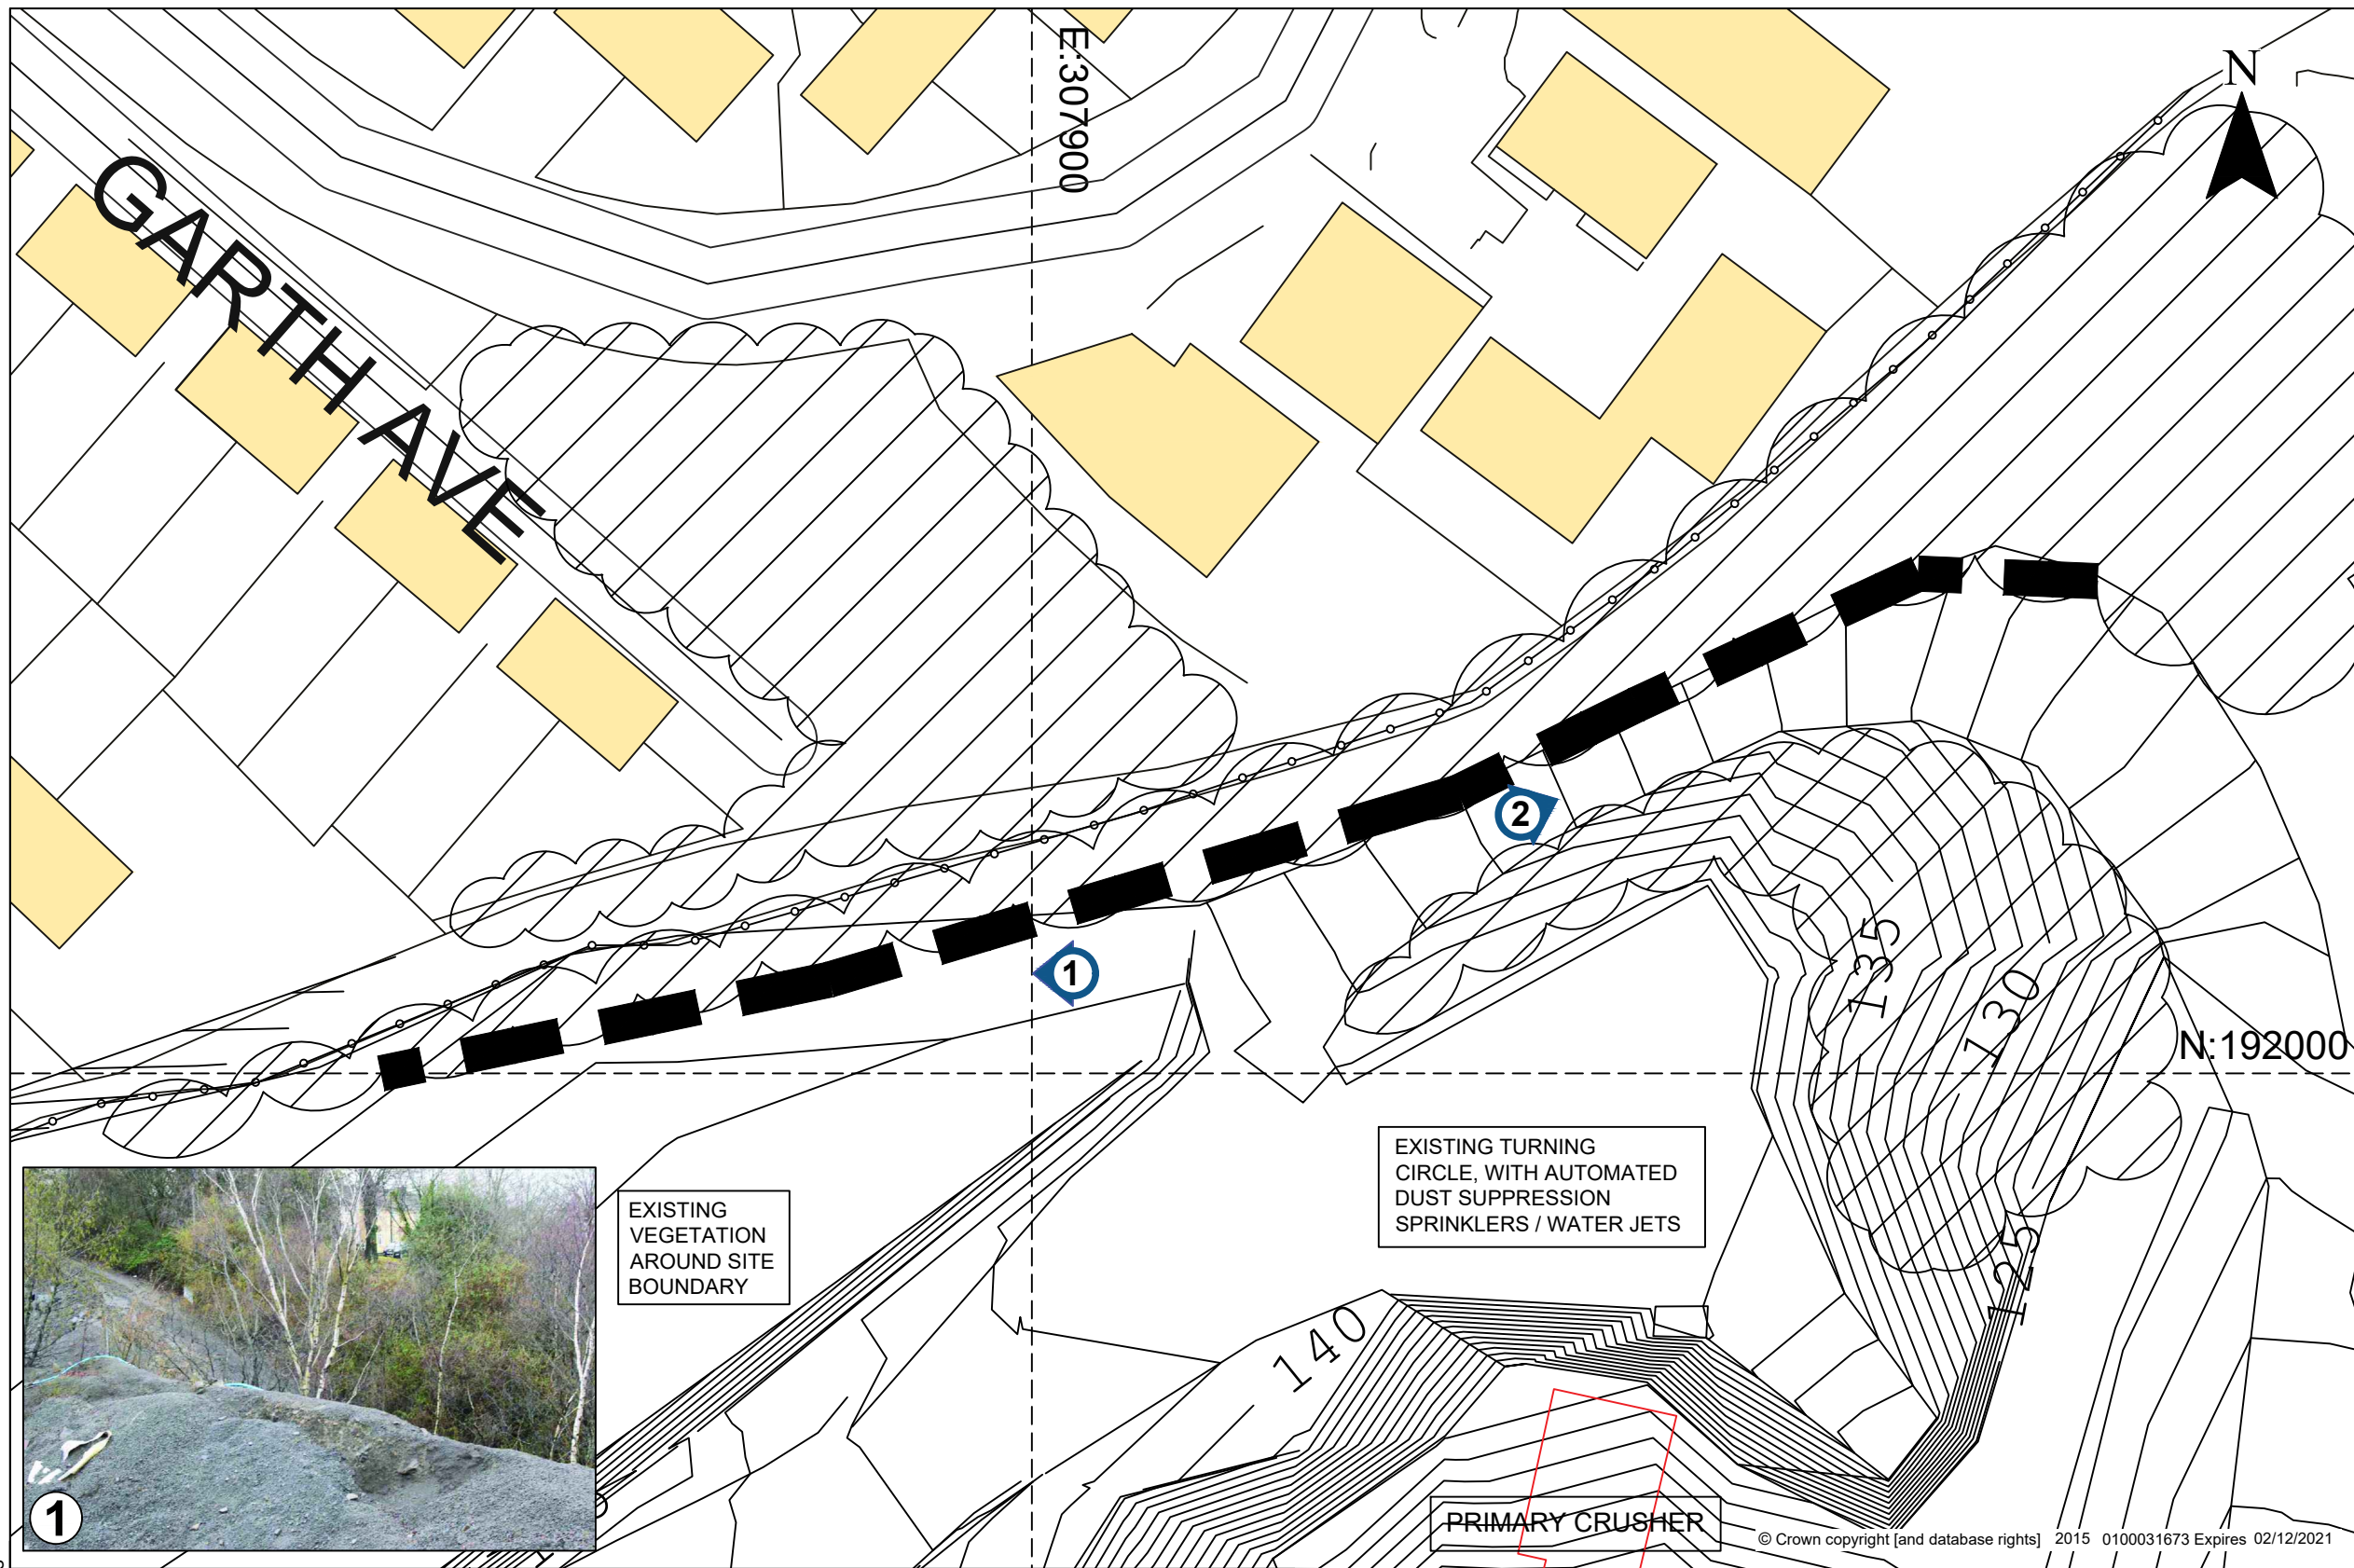 E:307900
N
GARTH AVE
2
1
135
130
N:192000
EXISTING TURNING
CIRCLE, WITH AUTOMATED
DUST SUPPRESSION
SPRINKLERS / WATER JETS
EXISTING
VEGETATION
AROUND SITE
BOUNDARY
125
140
1
PRIMARY CRUSHER
© Crown copyright [and database rights] 2015 0100031673 Expires 02/12/2021